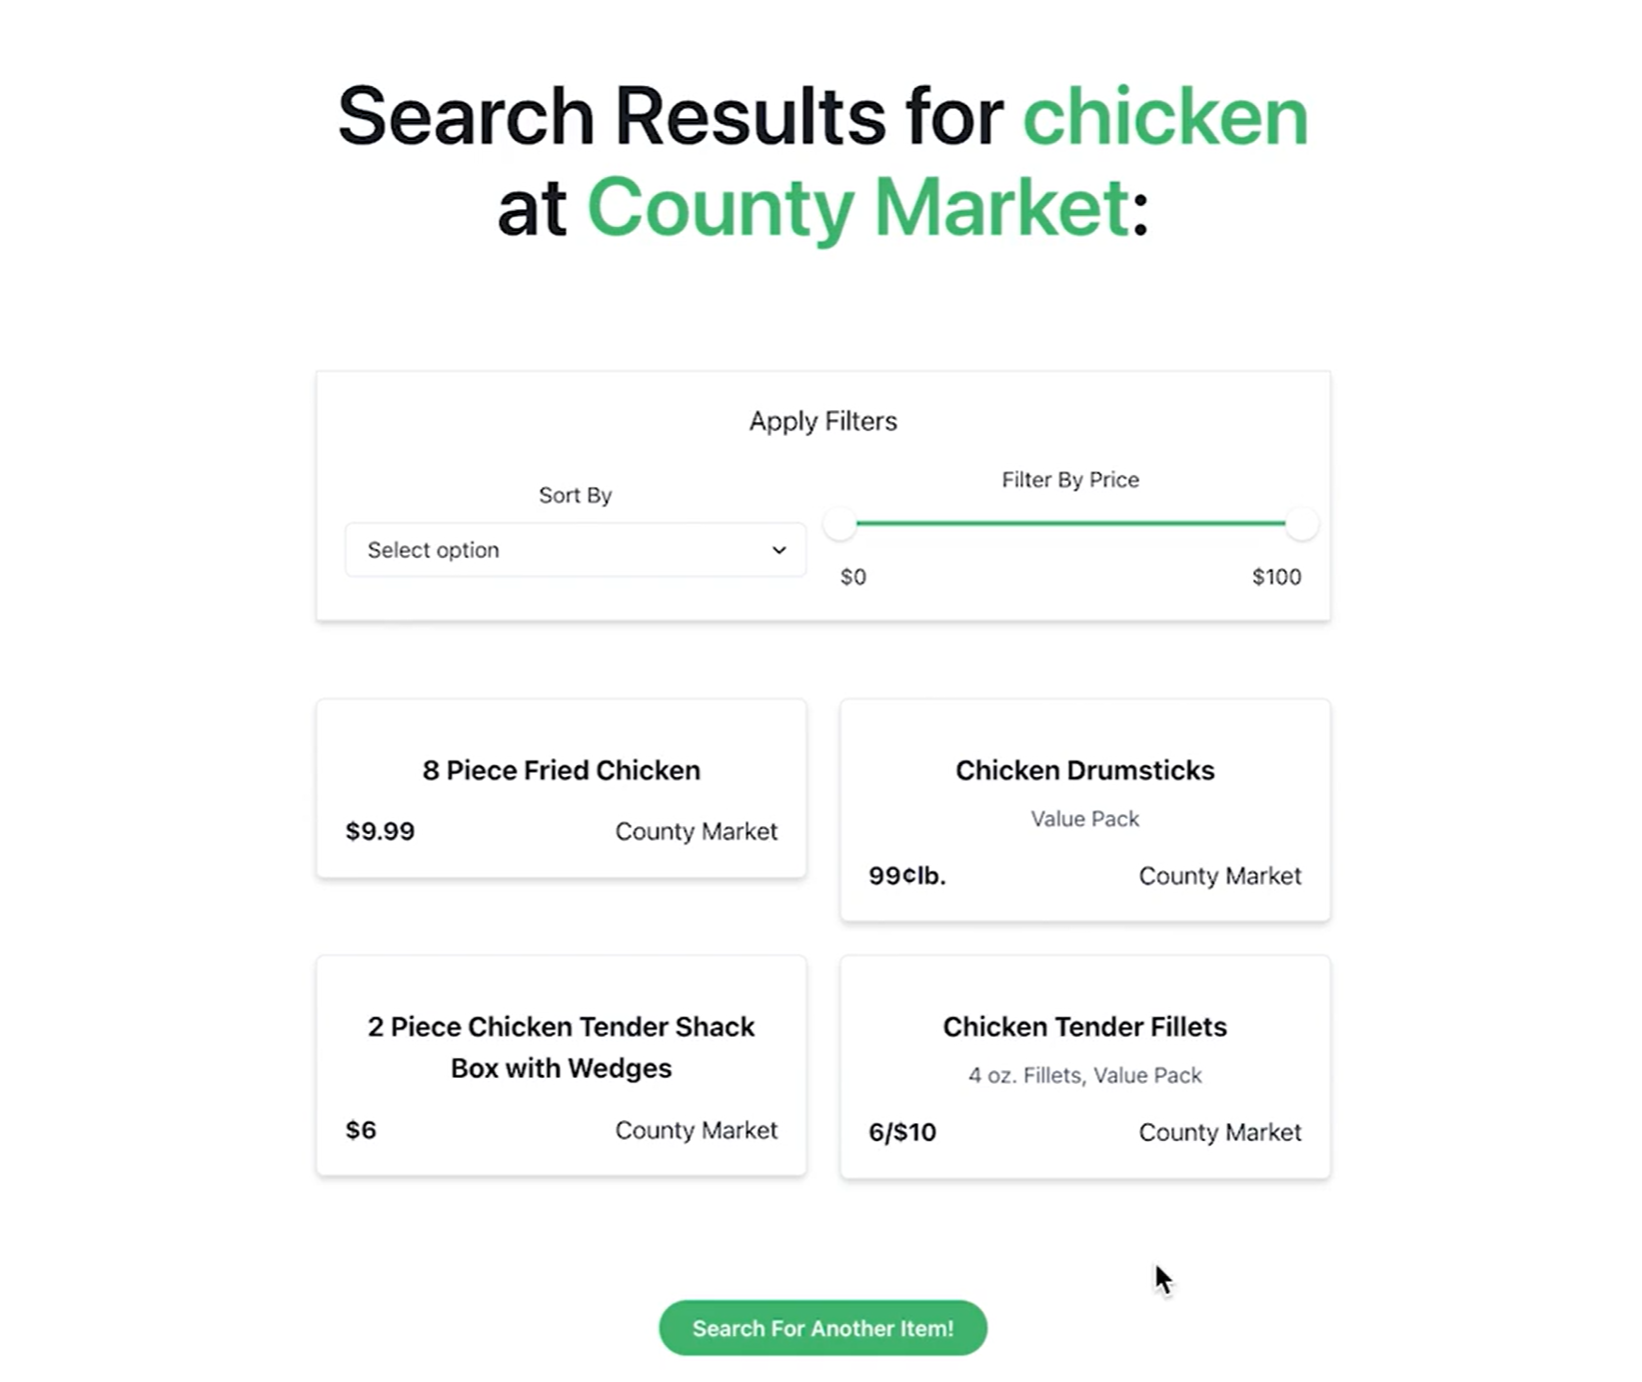 Search Results for chicken
at County Market:
Apply Filters
Sort By
Select option
Filter By Price
$0
$100
8 Piece Fried Chicken
$9.99
County Market
Chicken Drumsticks
Value Pack
99¢lb.
County Market
2 Piece Chicken Tender Shack
Box with Wedges
$6
County Market
Chicken Tender Fillets
4 oz. Fillets, Value Pack
6/$10
County Market
Search For Another Item!